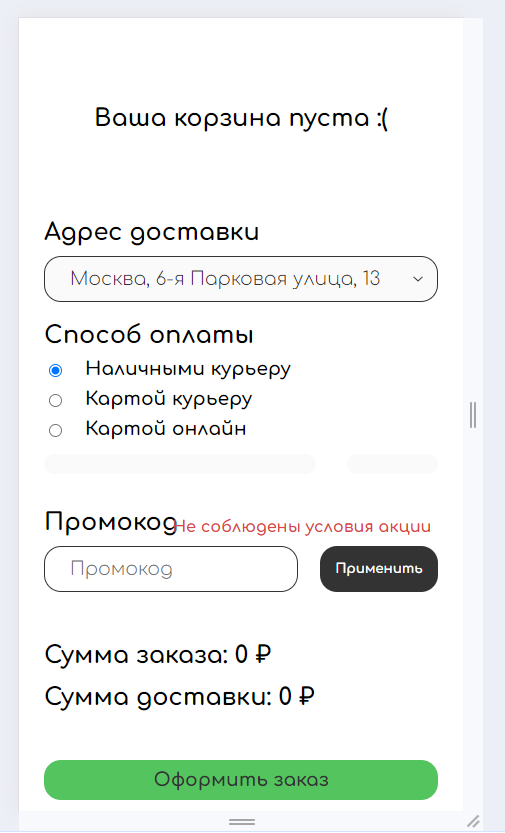 Ваша корзина пуста :(
Адрес доставки
Москва, 6-я Парковая улица, 13
Способ оплаты
Наличными курьеру
Картой курьеру
Картой онлайн
Промокод
Не соблюдены условия акции
Промокод
Применить
Сумма заказа: 0 ₽
Сумма доставки: 0 ₽
Оформить заказ